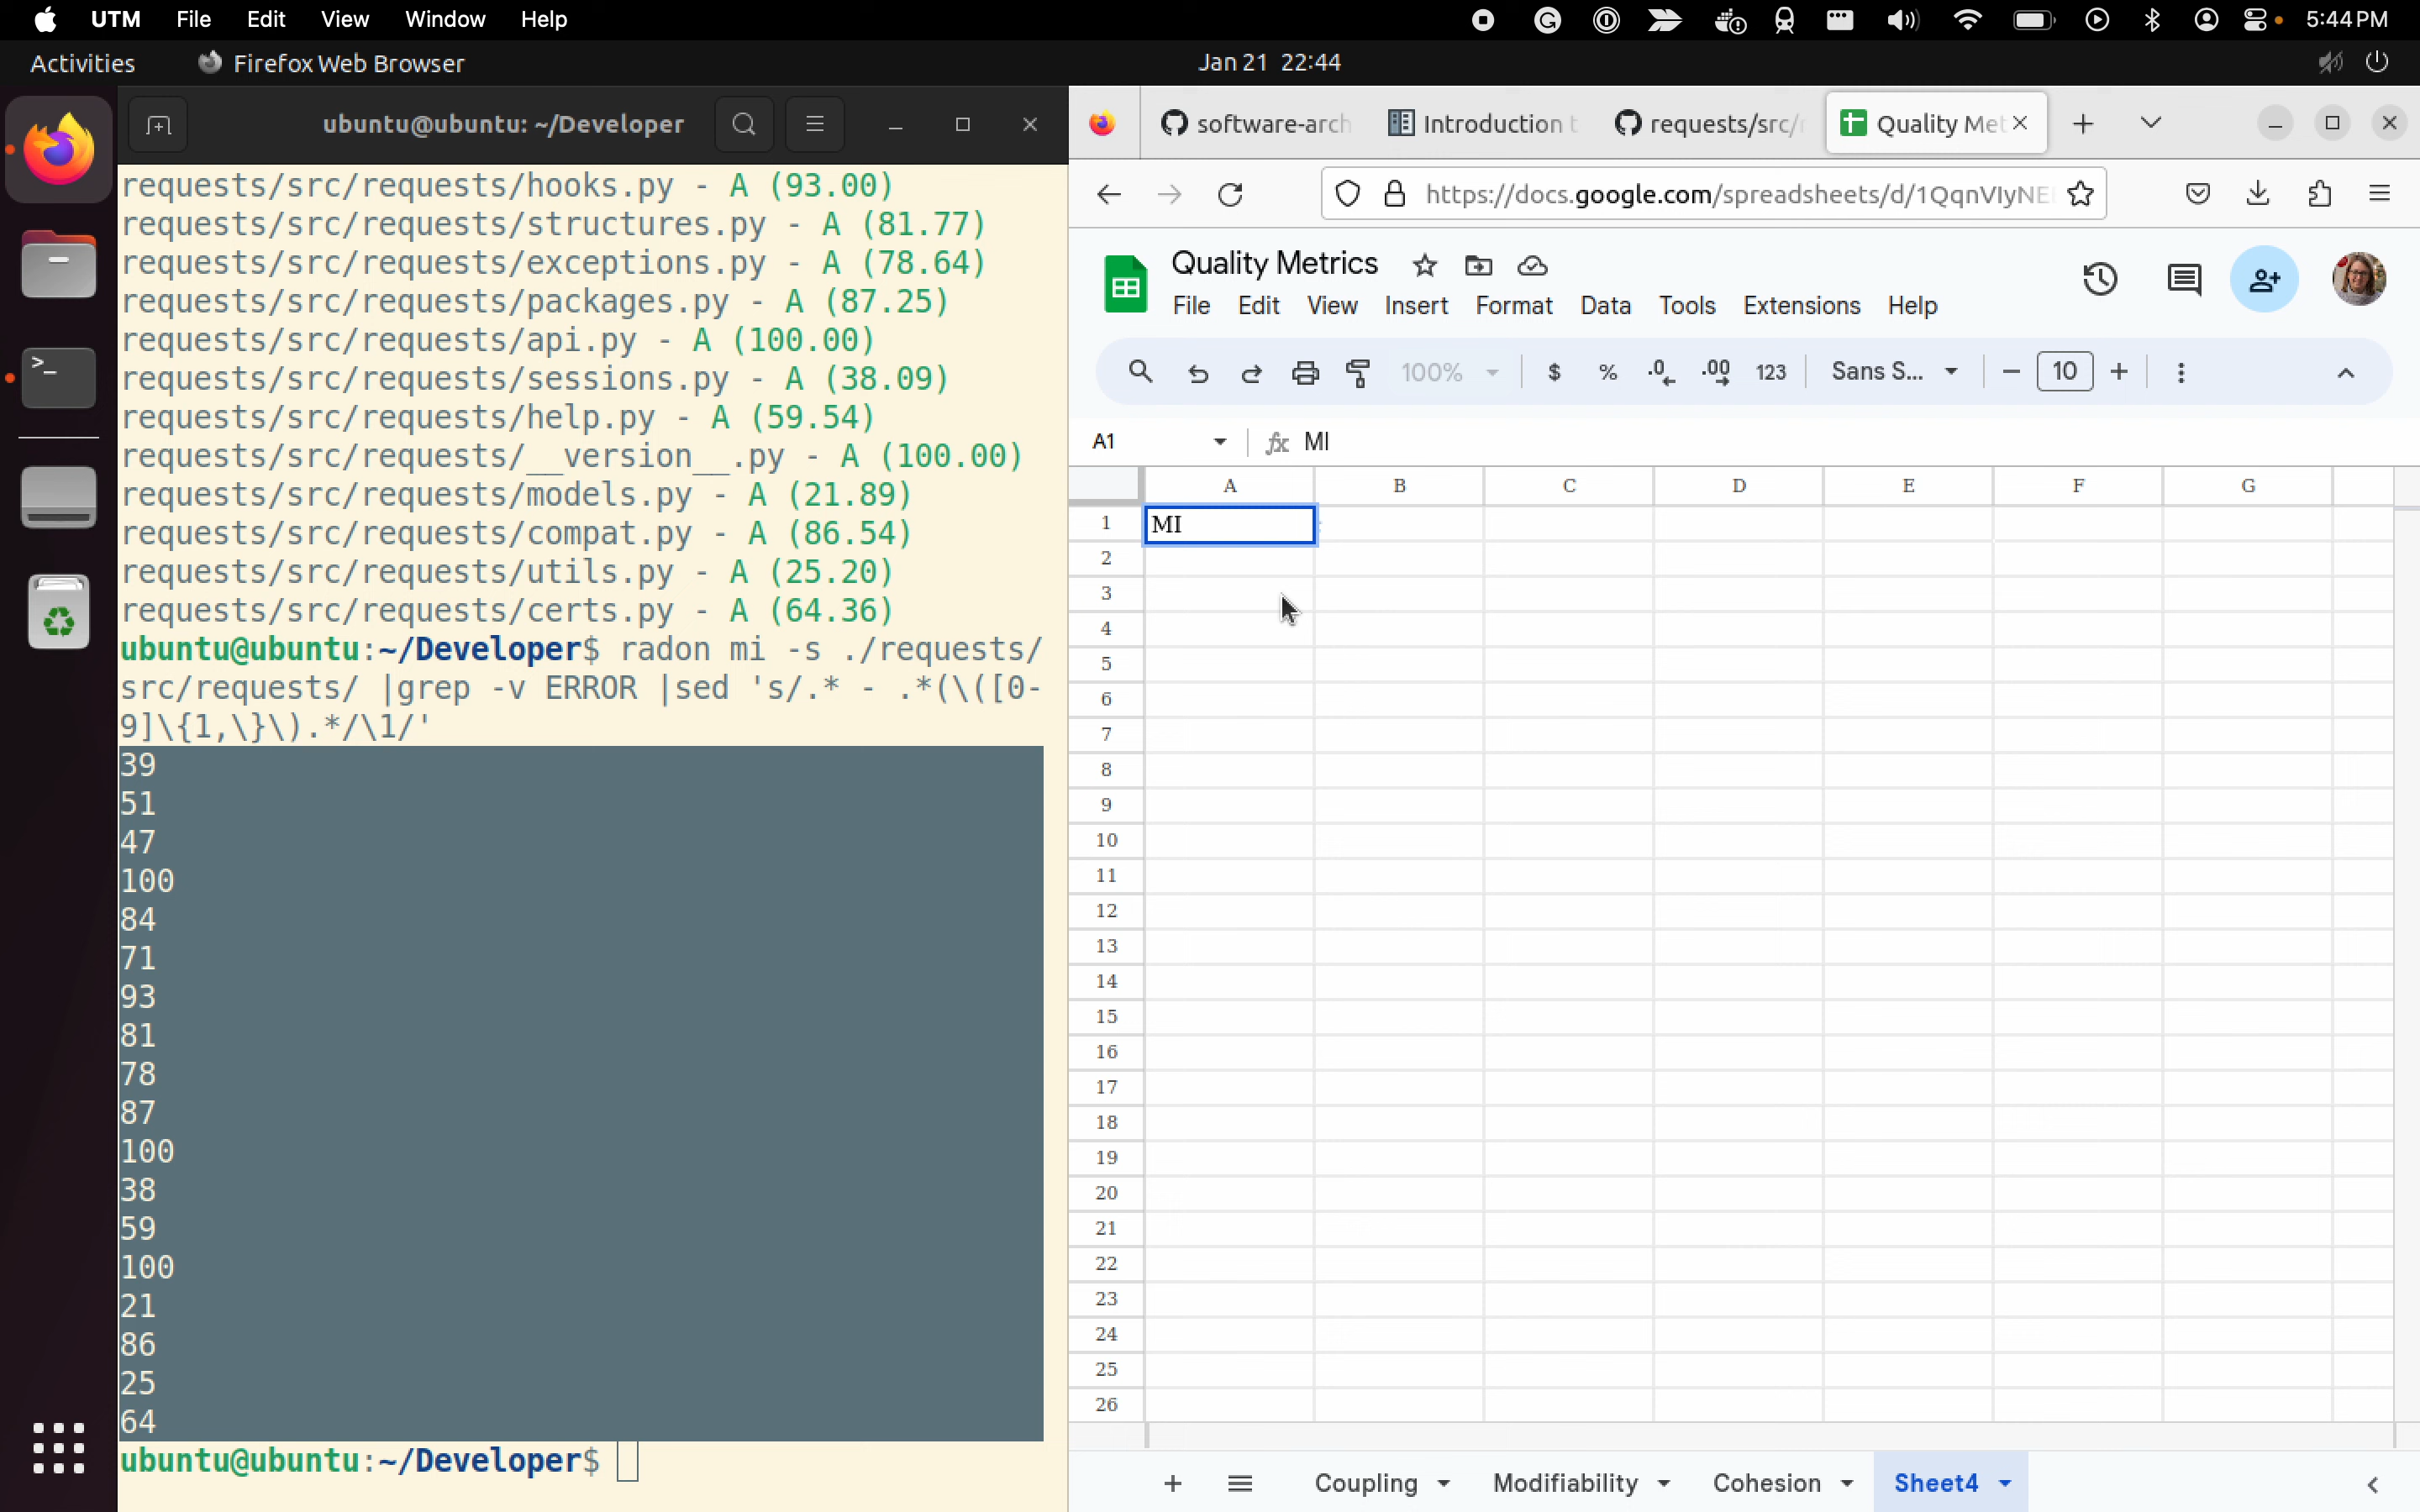 UTM File Edit View Window Help 5:44 PM
Activities Firefox Web Browser Jan 21 22:44
ubuntu@ubuntu: ~/Developer
requests/src/requests/hooks.py - A (93.00)
requests/src/requests/structures.py - A (81.77)
requests/src/requests/exceptions.py - A (78.64)
requests/src/requests/packages.py - A (87.25)
requests/src/requests/api.py - A (100.00)
requests/src/requests/sessions.py - A (38.09)
requests/src/requests/help.py - A (59.54)
requests/src/requests/__version__.py - A (100.00)
requests/src/requests/models.py - A (21.89)
requests/src/requests/compat.py - A (86.54)
requests/src/requests/utils.py - A (25.20)
requests/src/requests/certs.py - A (64.36)
ubuntu@ubuntu:~/Developer$ radon mi -s ./requests/
src/requests/ |grep -v ERROR |sed 's/.* - .*(\([0-
9]\{1,\}\).*/\1/'
39
51
47
100
84
71
93
81
78
87
100
38
59
100
21
86
25
64
ubuntu@ubuntu:~/Developer$
software-arch Introduction t requests/src/r Quality Met
https://docs.google.com/spreadsheets/d/1QqnVIyNE
Quality Metrics
File Edit View Insert Format Data Tools Extensions Help
100% $ % .0 .00 123 Sans S... 10
A1 fx MI
A B C D E F G
1 MI
2
3
4
5
6
7
8
9
10
11
12
13
14
15
16
17
18
19
20
21
22
23
24
25
26
Coupling Modifiability Cohesion Sheet4